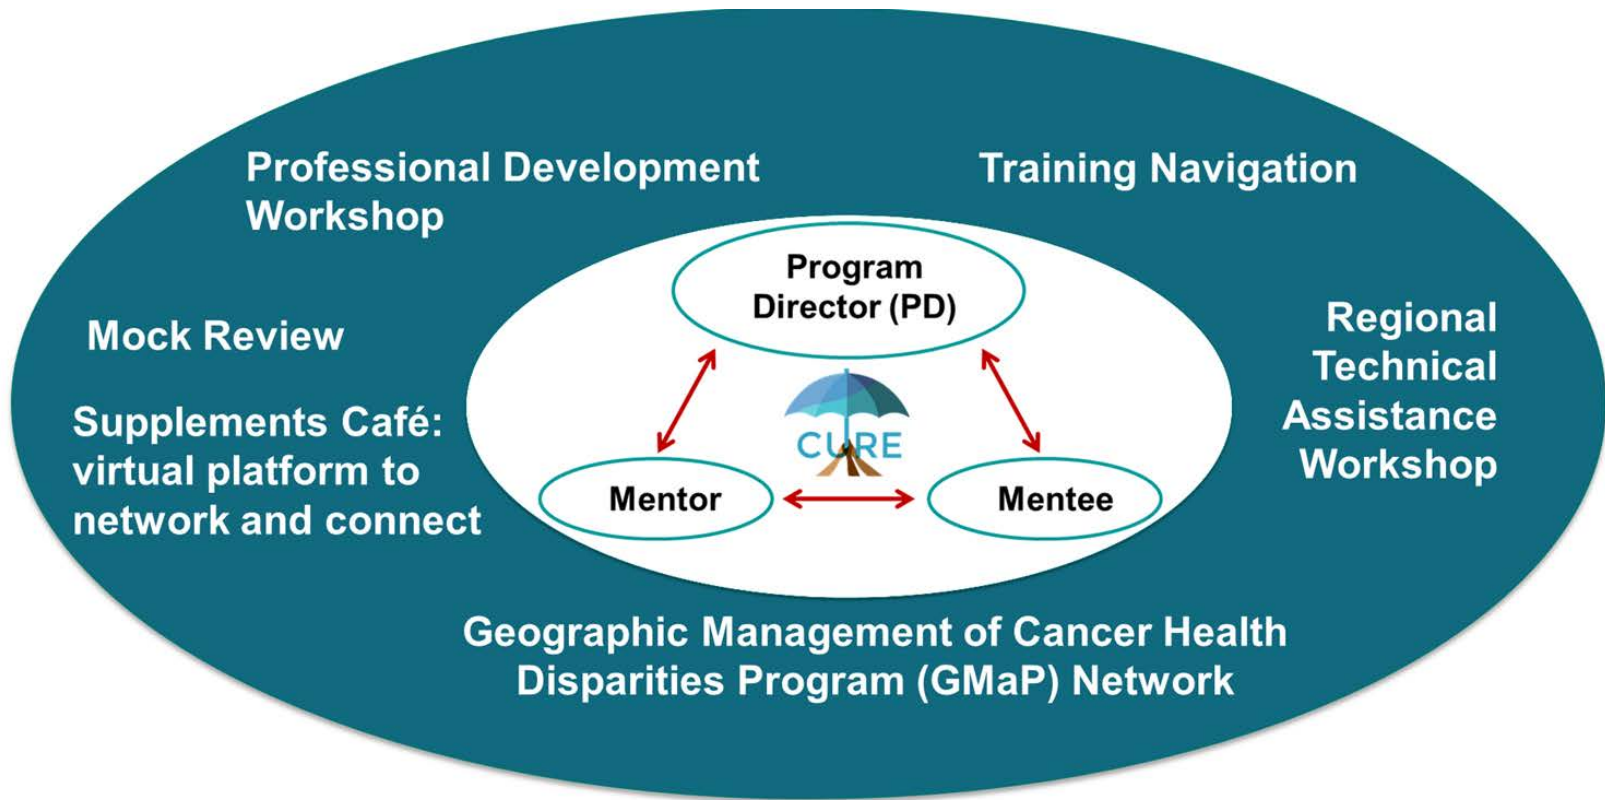 Professional Development
Workshop
Training Navigation
Mock Review
Supplements Café:
virtual platform to
network and connect
Program
Director (PD)
CURE
Mentor
Mentee
Regional
Technical
Assistance
Workshop
Geographic Management of Cancer Health
Disparities Program (GMaP) Network